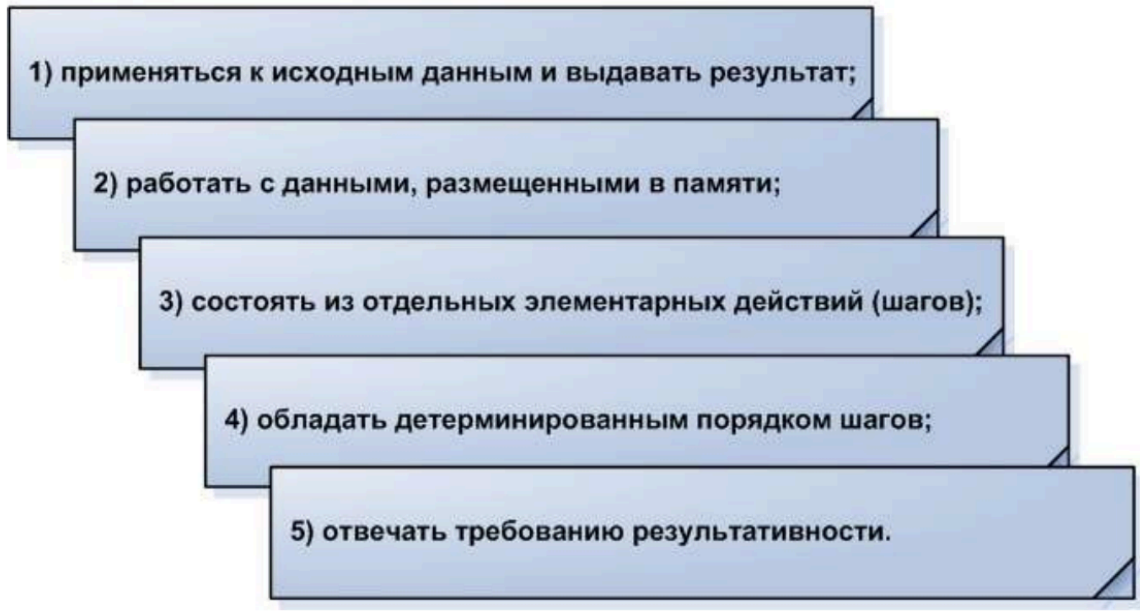 1) применяться к исходным данным и выдавать результат;
2) работать с данными, размещенными в памяти;
3) состоять из отдельных элементарных действий (шагов);
4) обладать детерминированным порядком шагов;
5) отвечать требованию результативности.